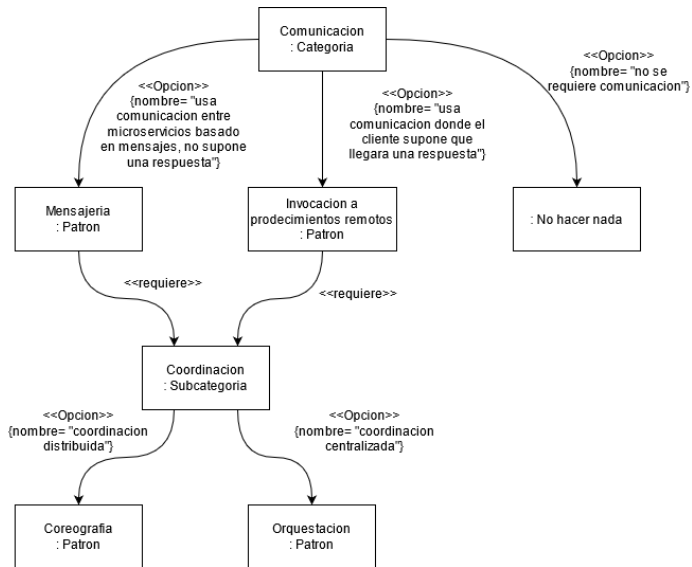 Comunicacion
: Categoria
<<Opcion>>
{nombre= "usa
comunicacion entre
microservicios basado
en mensajes, no supone
una respuesta"}
<<Opcion>>
{nombre= "usa
comunicacion donde el
cliente supone que
llegara una respuesta"}
<<Opcion>>
{nombre= "no se
requiere comunicacion"}
Mensajeria
: Patron
Invocacion a
prodecimientos remotos
: Patron
: No hacer nada
<<requiere>>
<<requiere>>
Coordinacion
: Subcategoria
<<Opcion>>
{nombre= "coordinacion
distribuida"}
<<Opcion>>
{nombre= "coordinacion
centralizada"}
Coreografia
: Patron
Orquestacion
: Patron